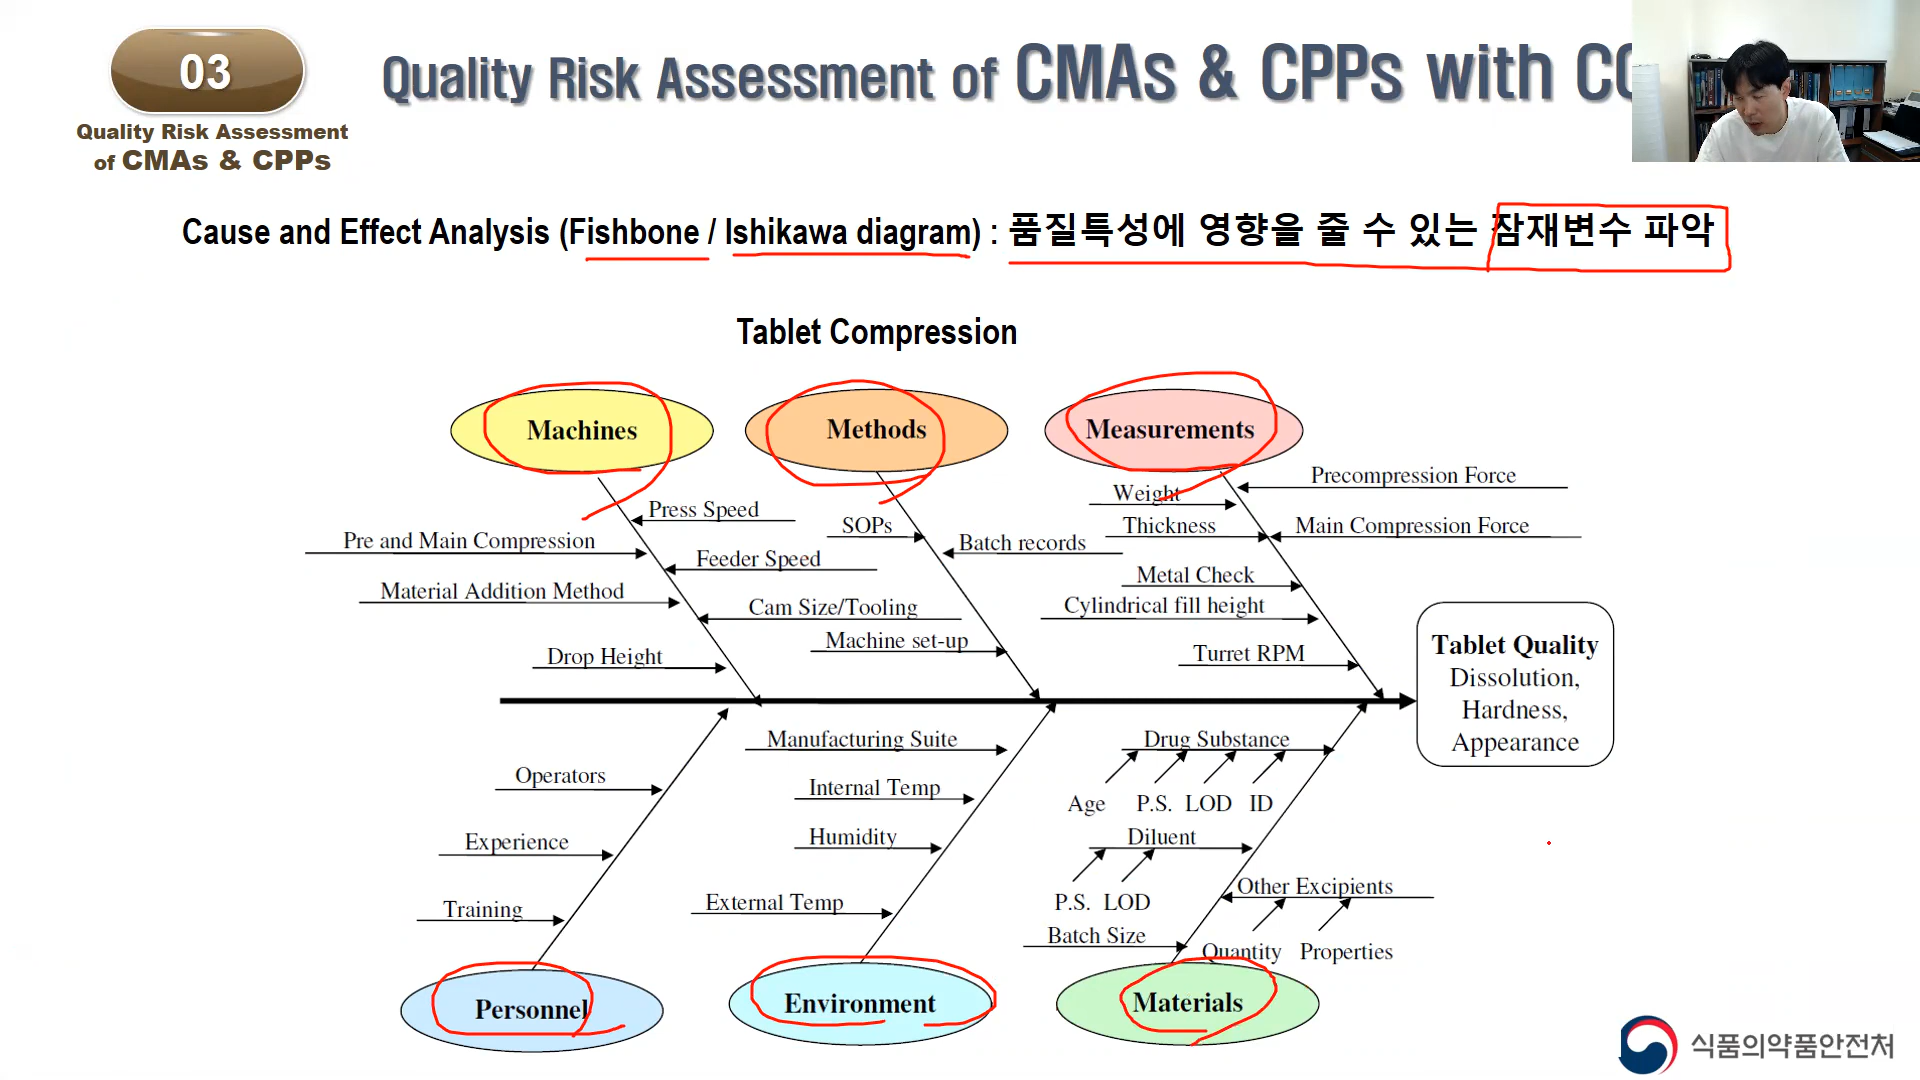 03
Quality Risk Assessment
of CMAs & CPPs
Quality Risk Assessment of CMAs & CPPs with
Cause and Effect Analysis (Fishbone / Ishikawa diagram) : 품질특성에 영향을 줄 수 있는 잠재변수 파악
Tablet Compression
Machines
Methods
Measurements
Press Speed
Pre and Main Compression
Feeder Speed
Material Addition Method
Cam Size/Tooling
Drop Height
SOPs
Batch records
Machine set-up
Precompression Force
Weight
Thickness
Main Compression Force
Metal Check
Cylindrical fill height
Turret RPM
Tablet Quality
Dissolution,
Hardness,
Appearance
Operators
Experience
Training
Manufacturing Suite
Internal Temp
Humidity
External Temp
Drug Substance
Age P.S. LOD ID
Diluent
P.S. LOD
Other Excipients
Quantity Properties
Batch Size
Personnel
Environment
Materials
식품의약품안전처